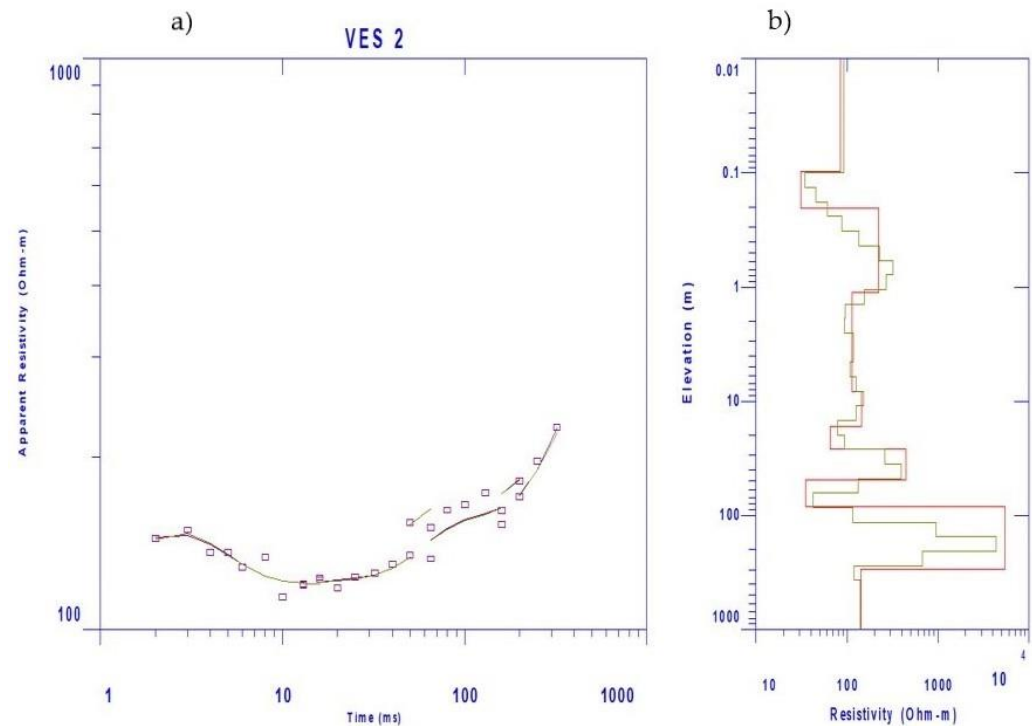 a)
VES 2
1000
100
Apparent Resistivity (Ohm-m)
1
10
100
1000
Time (ms)
b)
0.01
0.1
1
10
100
1000
Elevation (m)
10
100
1000
10 4
Resistivity (Ohm-m)